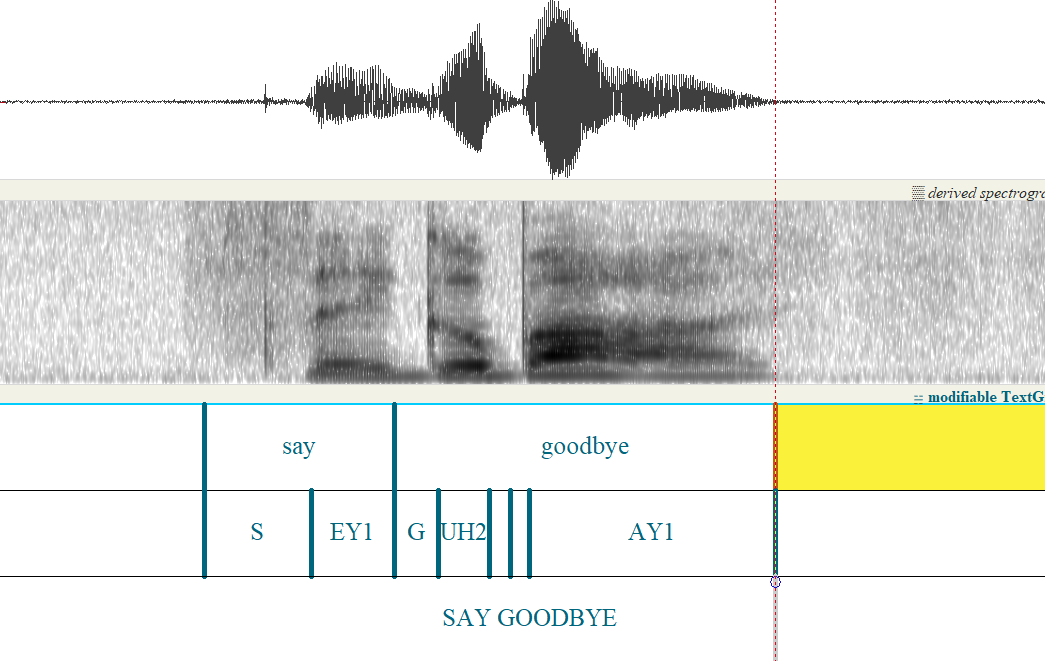 derived spectrogra
modifiable TextG
say goodbye
S EY1 G UH2 AY1
SAY GOODBYE